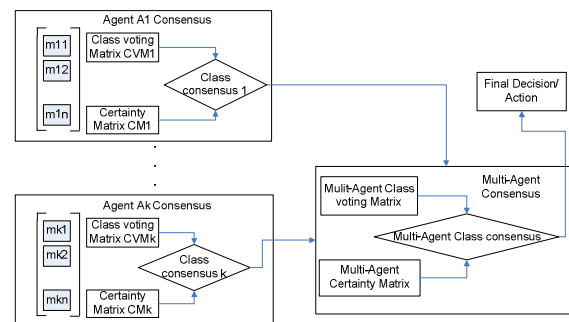 Agent A1 Consensus
m11
m12
m1n
Class voting
Matrix CVM1
Certainty
Matrix CM1
Class
consensus 1
.
.
.
Agent Ak Consensus
mk1
mk2
mkn
Class voting
Matrix CVMk
Certainty
Matrix CMk
Class
consensus k
Final Decision/
Action
Multi-Agent
Consensus
Mulit-Agent Class
voting Matrix
Multi-Agent Class consensus
Multi-Agent
Certainty Matrix